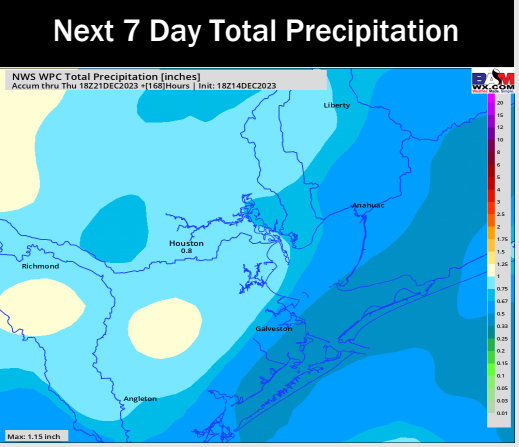 Next 7 Day Total Precipitation
NWS WPC Total Precipitation [inches]
Accum thru Thu 18Z21DEC2023 +[168]Hours | Init: 18Z14DEC2023
BAM
WX.COM
Liberty
Anahuac
Houston
0.8
Richmond
Galveston
Angleton
Max: 1.15 inch
20
15
12
10
8
6
5
4
3
2.5
2
1.75
1.5
1.25
1
0.75
0.67
0.5
0.33
0.25
0.2
0.15
0.1
0.05
0.03
0.01